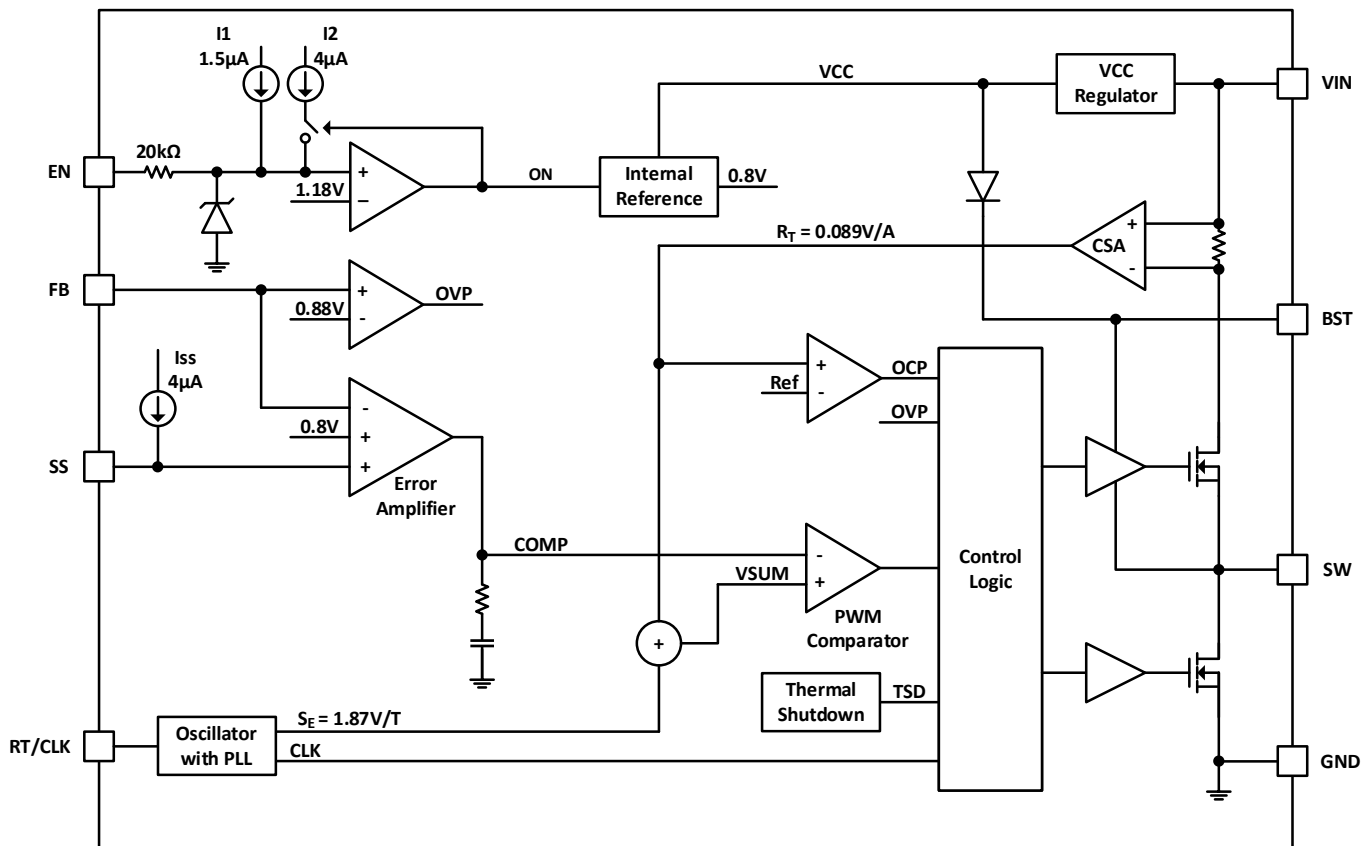 I1
1.5µA
I2
4µA
VCC
VCC
Regulator
VIN
EN
20kΩ
+
1.18V
−
ON
Internal
Reference
0.8V
RT = 0.089V/A
CSA
+
-
FB
+
0.88V
-
OVP
BST
Iss
4µA
+
Ref
-
OCP
OVP
-
0.8V
+
SS
+
Error
Amplifier
COMP
-
VSUM
+
PWM
Comparator
Control
Logic
SW
+
Thermal
Shutdown
TSD
SE = 1.87V/T
RT/CLK
Oscillator
with PLL
CLK
GND